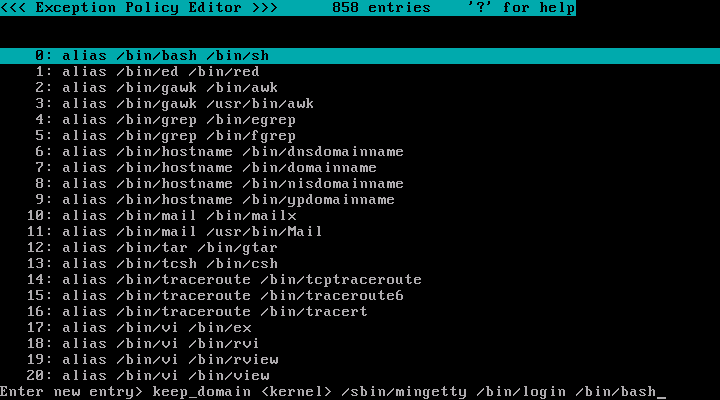 <<< Exception Policy Editor >>>      858 entries    '?' for help
0: alias /bin/bash /bin/sh
1: alias /bin/ed /bin/red
2: alias /bin/gawk /bin/awk
3: alias /bin/gawk /usr/bin/awk
4: alias /bin/grep /bin/egrep
5: alias /bin/grep /bin/fgrep
6: alias /bin/hostname /bin/dnsdomainname
7: alias /bin/hostname /bin/domainname
8: alias /bin/hostname /bin/nisdomainname
9: alias /bin/hostname /bin/ypdomainname
10: alias /bin/mail /bin/mailx
11: alias /bin/mail /usr/bin/Mail
12: alias /bin/tar /bin/gtar
13: alias /bin/tcsh /bin/csh
14: alias /bin/traceroute /bin/tcptraceroute
15: alias /bin/traceroute /bin/traceroute6
16: alias /bin/traceroute /bin/tracert
17: alias /bin/vi /bin/ex
18: alias /bin/vi /bin/rvi
19: alias /bin/vi /bin/rview
20: alias /bin/vi /bin/view
Enter new entry> keep_domain <kernel> /sbin/mingetty /bin/login /bin/bash_